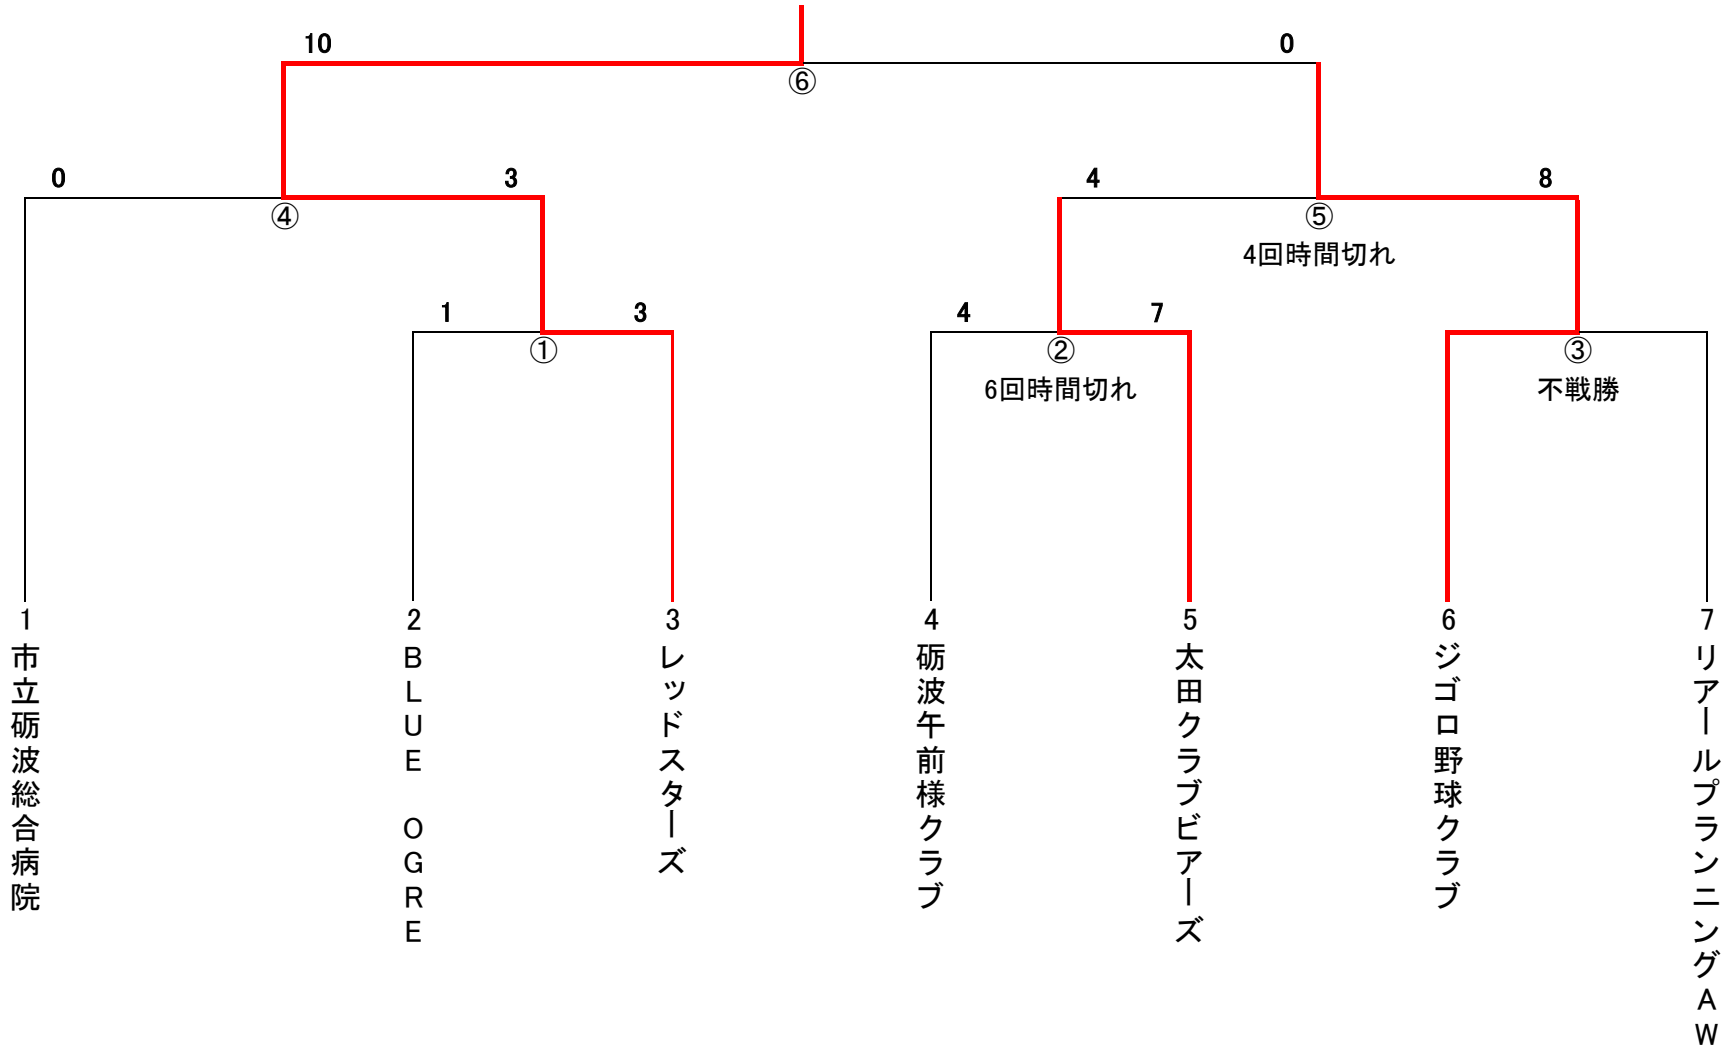 10
0
⑥
0
3
4
8
④
⑤
4回時間切れ
1
3
4
7
①
②
③
6回時間切れ
不戦勝
1
市立砺波総合病院
2
BLUE OGRE
3
レッドスターズ
4
砺波午前様クラブ
5
太田クラブビアーズ
6
ジゴロ野球クラブ
7
リアールプランニングAW